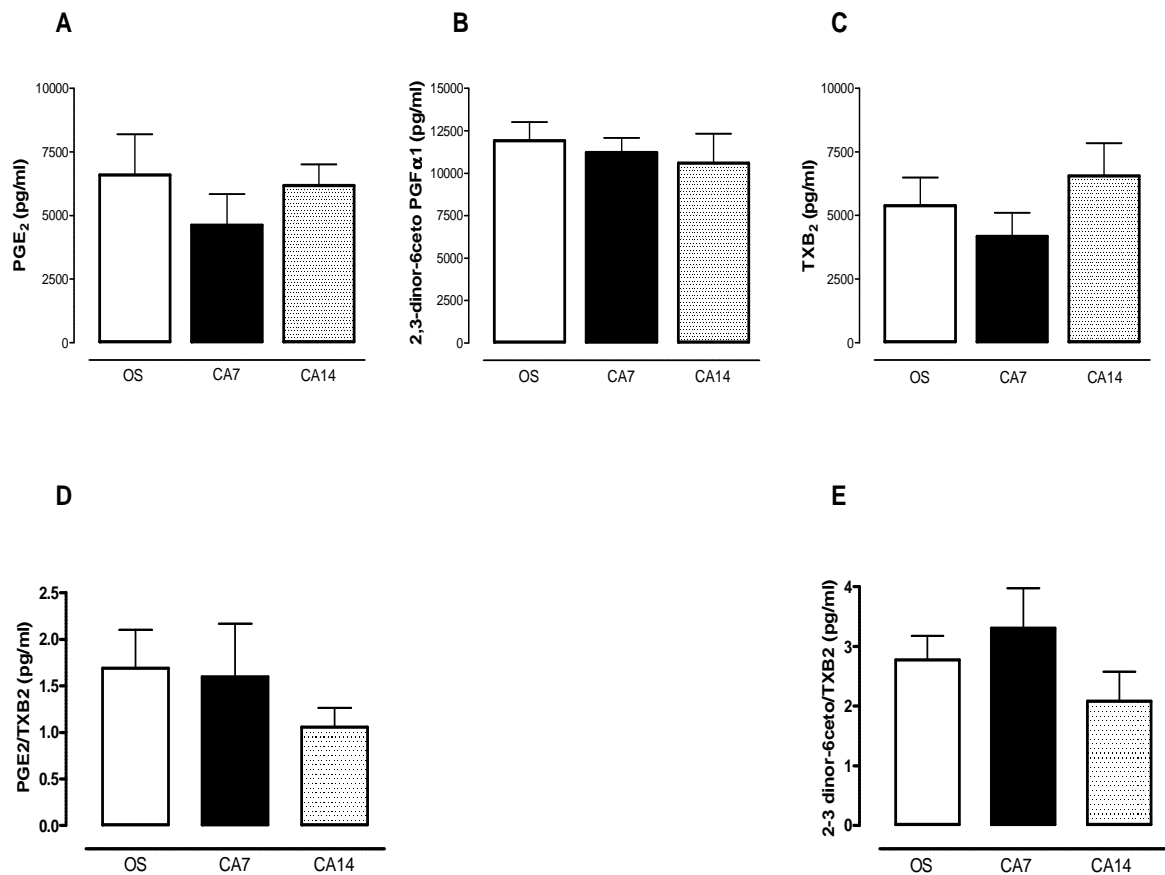 A
B
C
PGE2 (pg/ml)
10000
7500
5000
2500
0
OS CA7 CA14
2,3-dinor-6ceto PGFα1 (pg/ml)
15000
12500
10000
7500
5000
2500
0
OS CA7 CA14
TXB2 (pg/ml)
10000
7500
5000
2500
0
OS CA7 CA14
D
E
PGE2/TXB2 (pg/ml)
2.5
2.0
1.5
1.0
0.5
0.0
OS CA7 CA14
2-3 dinor-6ceto/TXB2 (pg/ml)
4
3
2
1
0
OS CA7 CA14